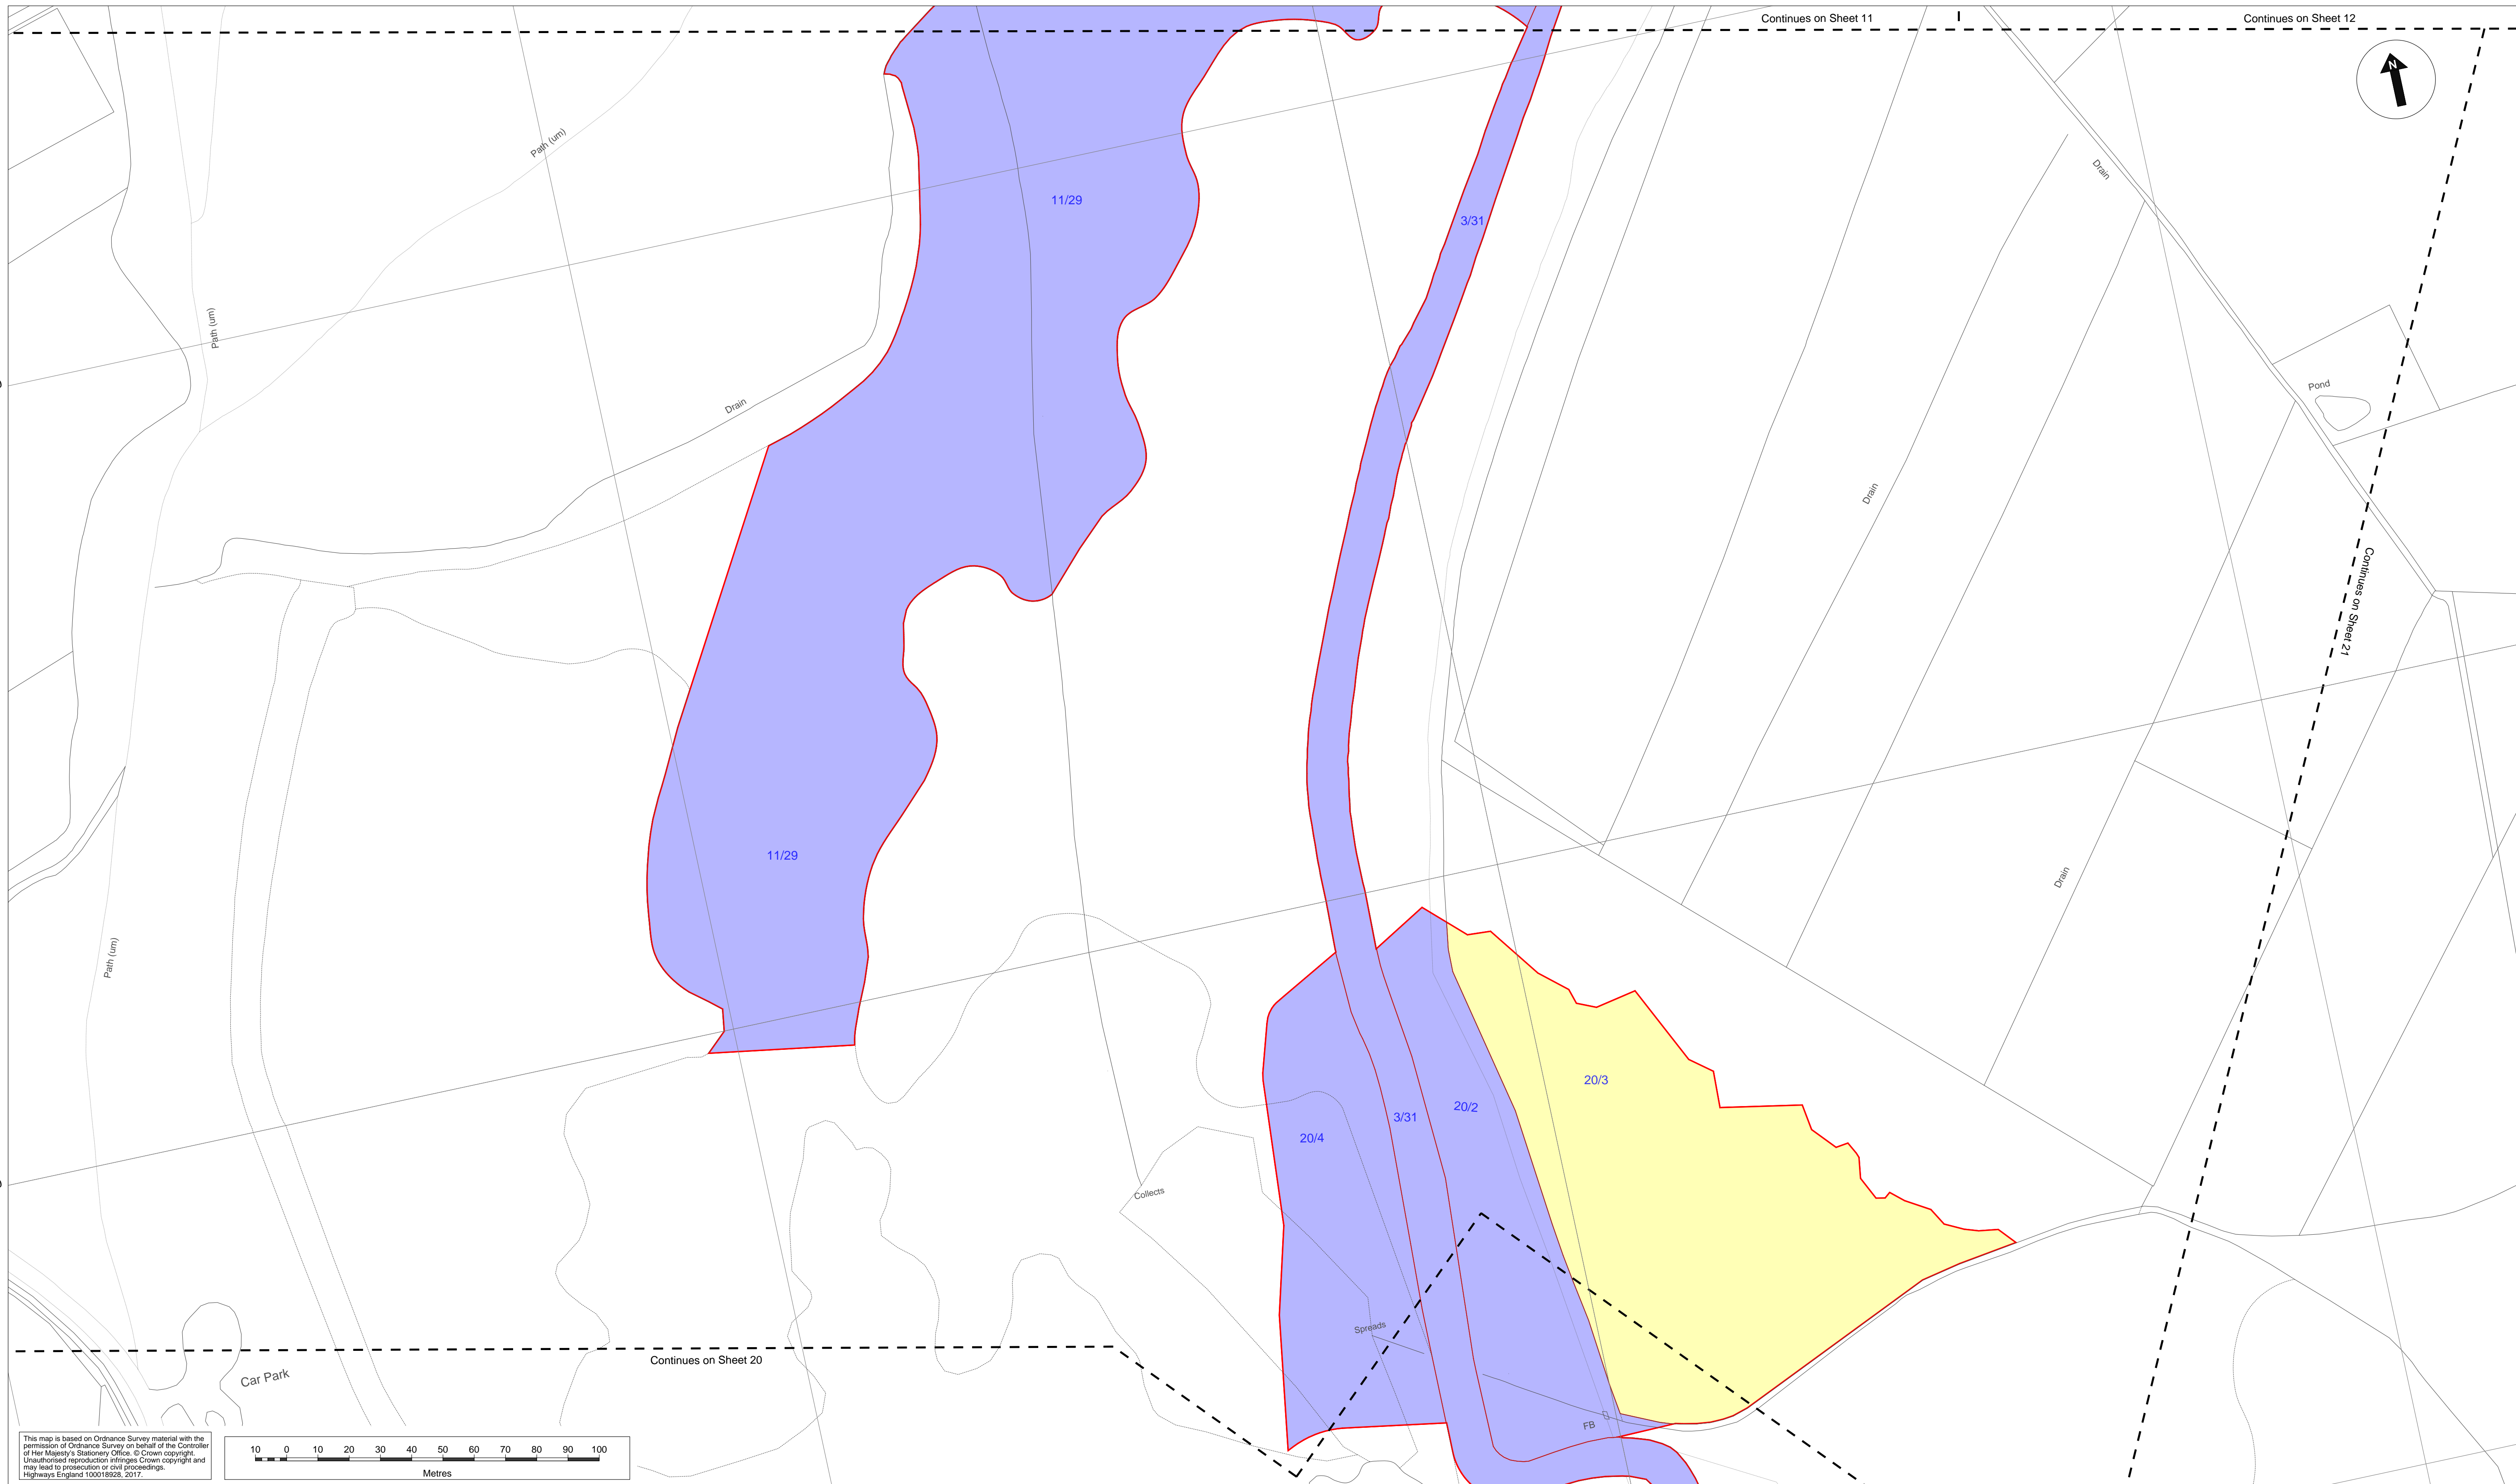 Continues on Sheet 11
Continues on Sheet 12
N
Path (um)
Drain
11/29
3/31
Path (um)
Pond
Drain
Drain
Continues on Sheet 21
11/29
Drain
Path (um)
20/3
20/2
3/31
20/4
Collects
Spreads
Continues on Sheet 20
Car Park
FB
This map is based on Ordnance Survey material with the
permission of Ordnance Survey on behalf of the Controller
of Her Majesty's Stationery Office. © Crown copyright.
Unauthorised reproduction infringes Crown copyright and
may lead to prosecution or civil proceedings.
Highways England 100018928, 2017.
10 0 10 20 30 40 50 60 70 80 90 100
Metres